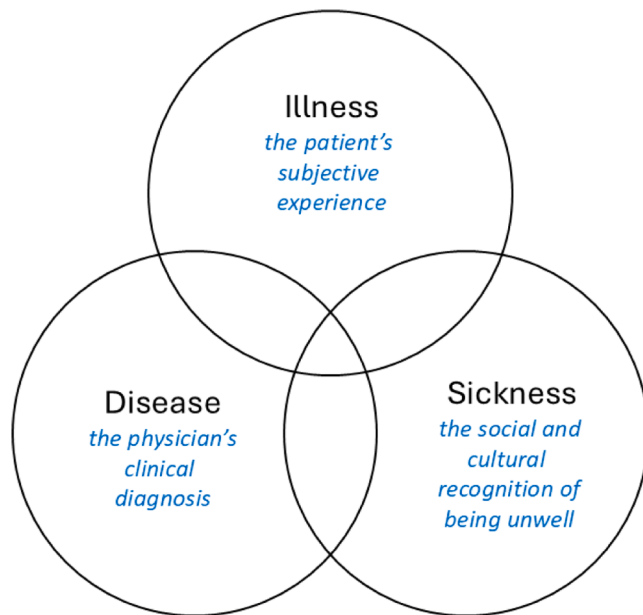 Illness
the patient’s
subjective
experience
Disease
the physician’s
clinical
diagnosis
Sickness
the social and
cultural
recognition of
being unwell